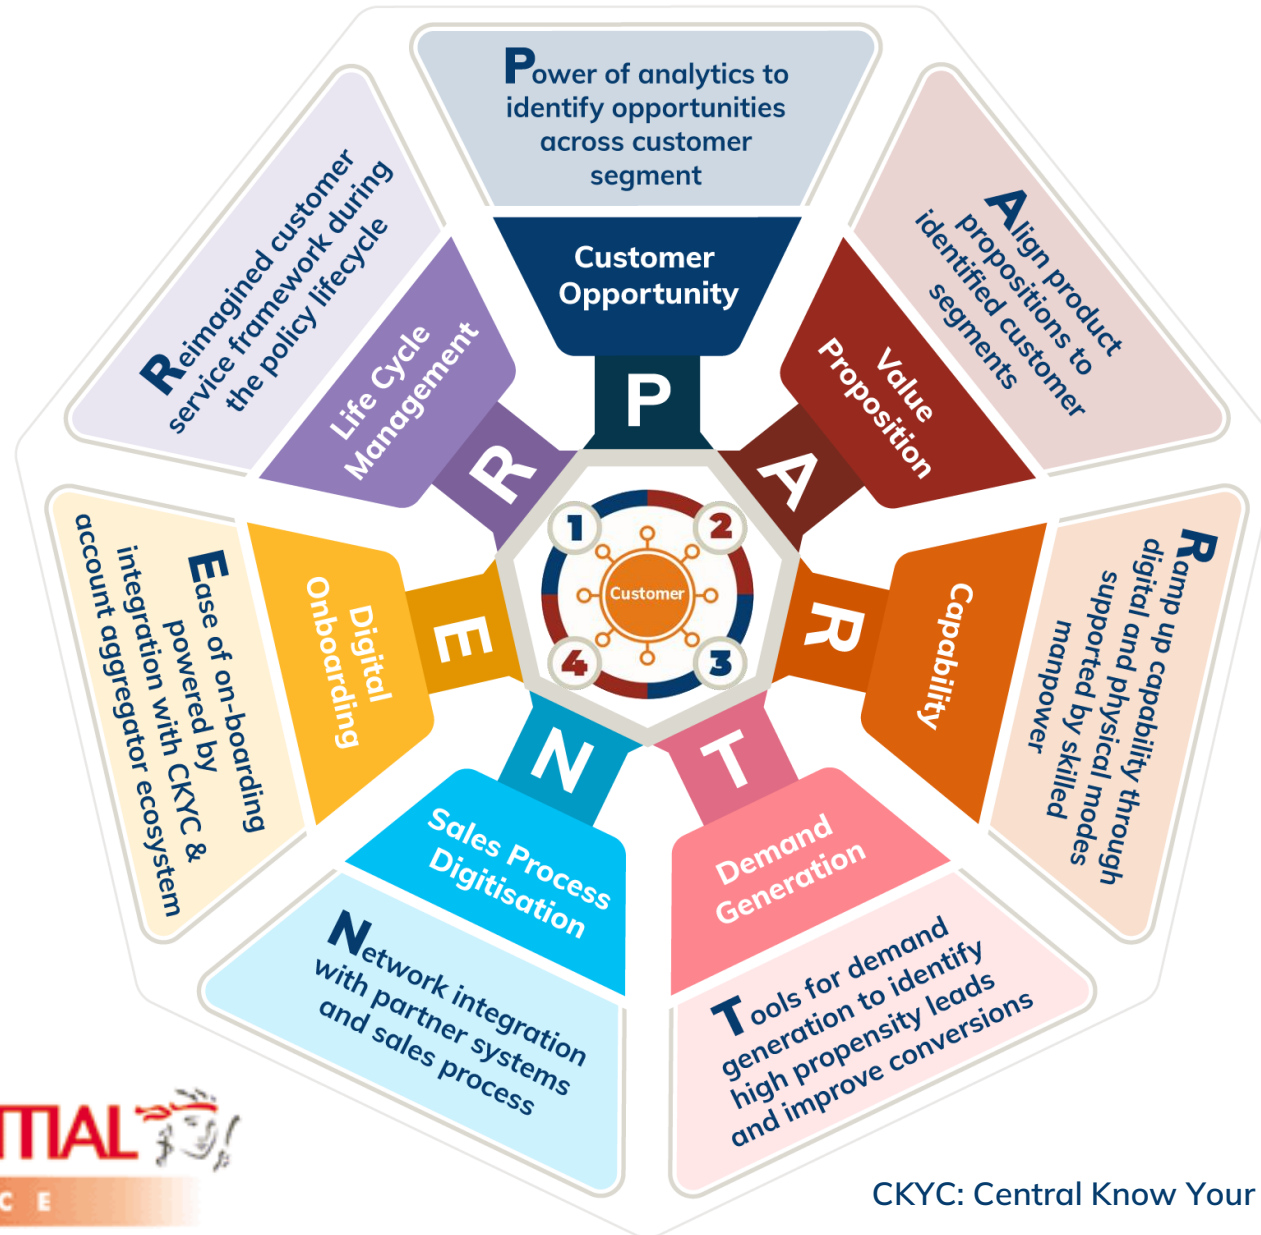 Power of analytics to
identify opportunities
across customer
segment
Customer
Opportunity
P
Align product
propositions to
identified customer
segments
Value
Proposition
A
Ramp up capability through
digital and physical modes
supported by skilled
manpower
Capability
R
Tools for demand
generation to identify
high propensity leads
and improve conversions
Demand
Generation
T
Network integration
with partner systems
and sales process
Sales Process
Digitisation
N
Ease of on-boarding
powered by
integration with CKYC &
account aggregator ecosystem
Digital
Onboarding
E
Reimagined customer
service framework during
the policy lifecycle
Life Cycle
Management
R
1
2
Customer
4
3
TIAL
C E
CKYC: Central Know Your